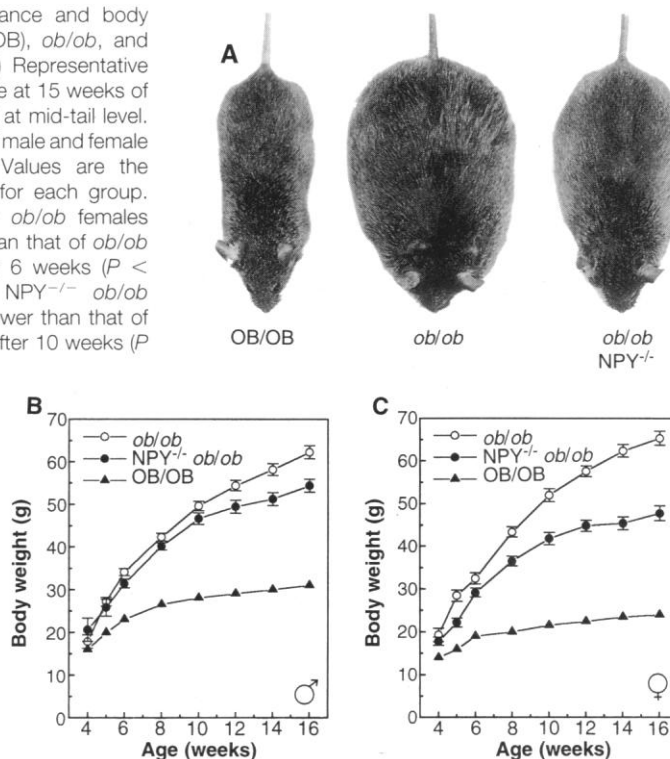 ance and body
OB), ob/ob, and
) Representative
e at 15 weeks of
at mid-tail level.
male and female
Values are the
for each group.
ob/ob females
an that of ob/ob
6 weeks (P <
NPY⁻/⁻ ob/ob
wer than that of
fter 10 weeks (P
A
OB/OB
ob/ob
ob/ob
NPY-/-
B
70
60
50
40
30
20
10
0
Body weight (g)
ob/ob
NPY-/- ob/ob
OB/OB
♂
4 6 8 10 12 14 16
Age (weeks)
C
70
60
50
40
30
20
10
0
Body weight (g)
ob/ob
NPY-/- ob/ob
OB/OB
♀
4 6 8 10 12 14 16
Age (weeks)